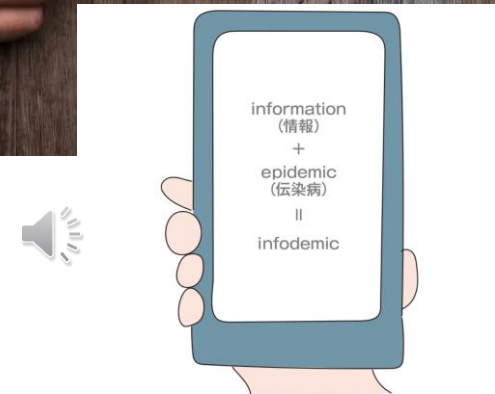 information
（情報）
＋
epidemic
（伝染病）
＝
infodemic